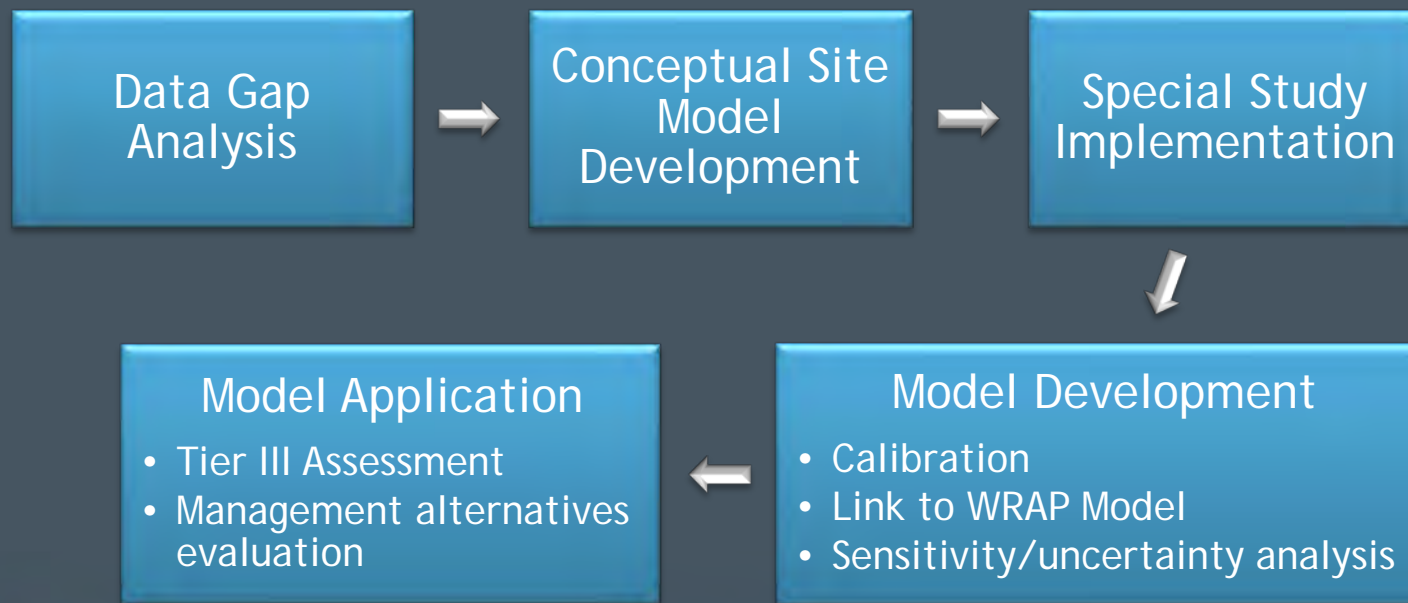 Data Gap
Analysis
Conceptual Site
Model
Development
Special Study
Implementation
Model Development
• Calibration
• Link to WRAP Model
• Sensitivity/uncertainty analysis
Model Application
• Tier III Assessment
• Management alternatives
evaluation